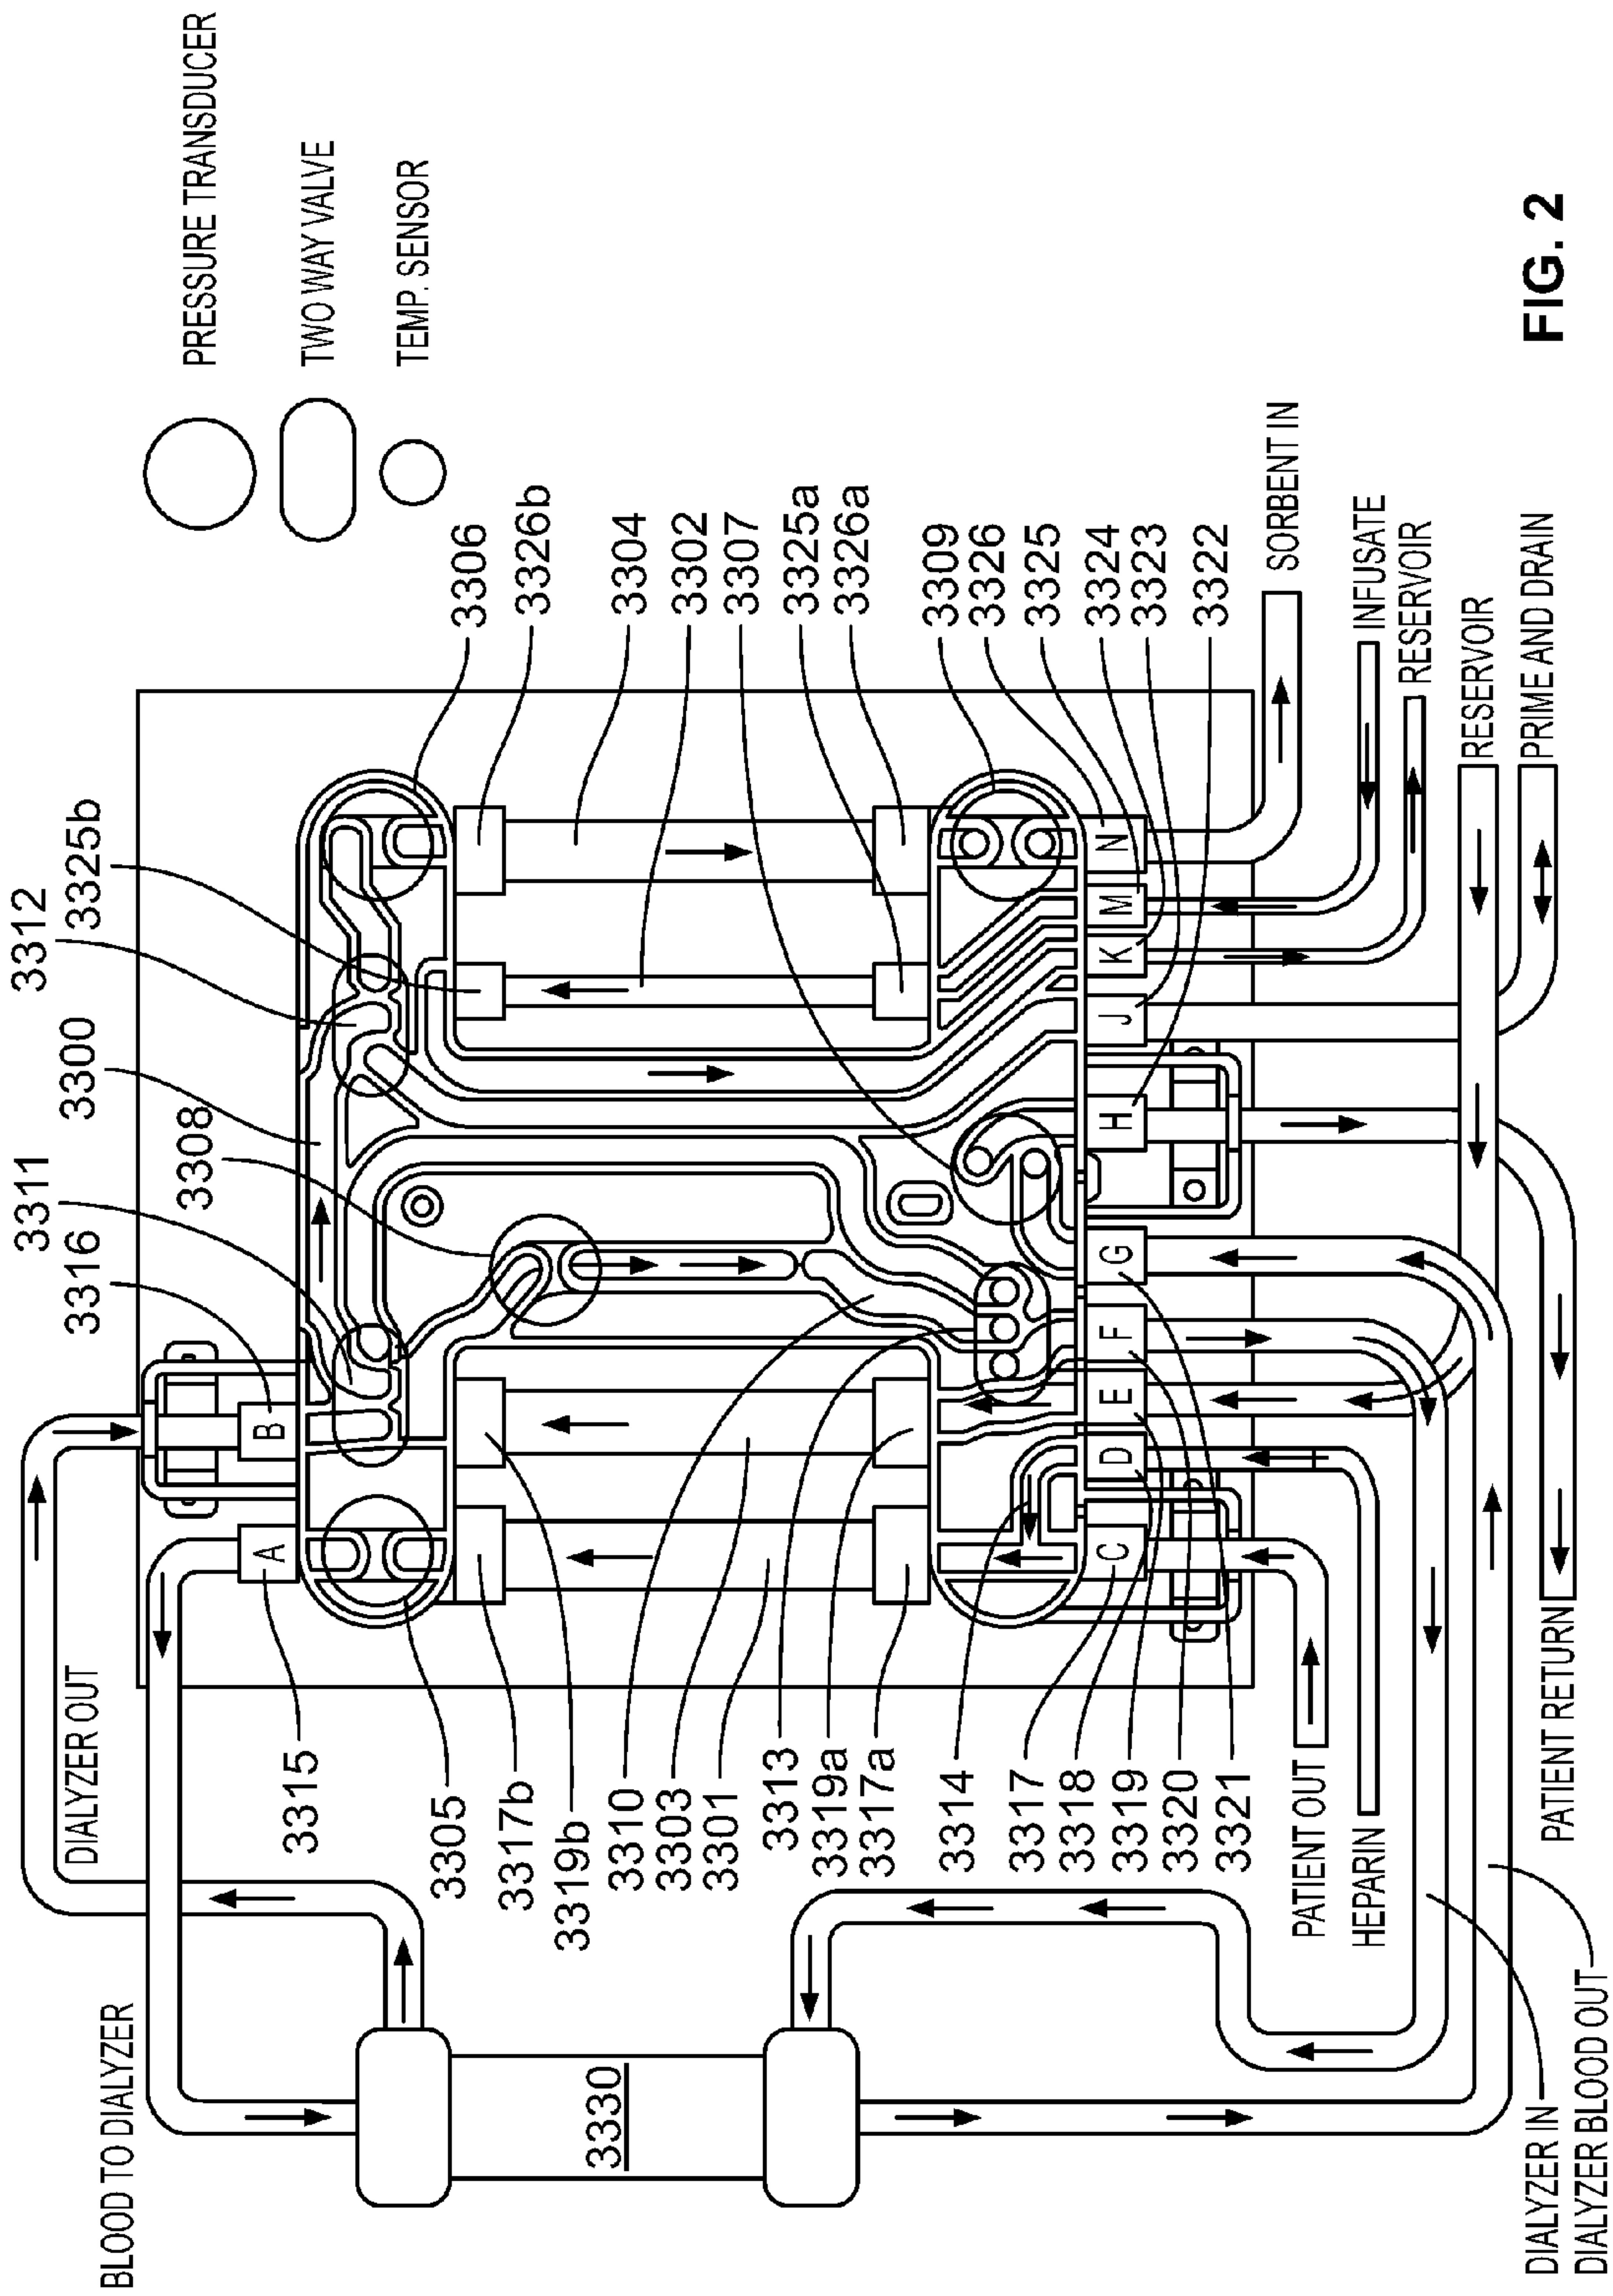 PRESSURE TRANSDUCER
TWO WAY VALVE
TEMP. SENSOR
3312
3325b
3300
3308
3311
3316
3306
3326b
3304
3302
3307
3325a
3326a
3309
3326
3325
3324
3323
3322
SORBENT IN
INFUSATE
RESERVOIR
RESERVOIR
PRIME AND DRAIN
A
B
C
D
E
F
G
H
J
K
M
N
DIALYZER OUT
3315
3305
3317b
3319b
3310
3303
3301
3313
3319a
3317a
3314
3317
3318
3319
3320
3321
PATIENT OUT
HEPARIN
PATIENT RETURN
BLOOD TO DIALYZER
3330
DIALYZER IN
DIALYZER BLOOD OUT
FIG. 2